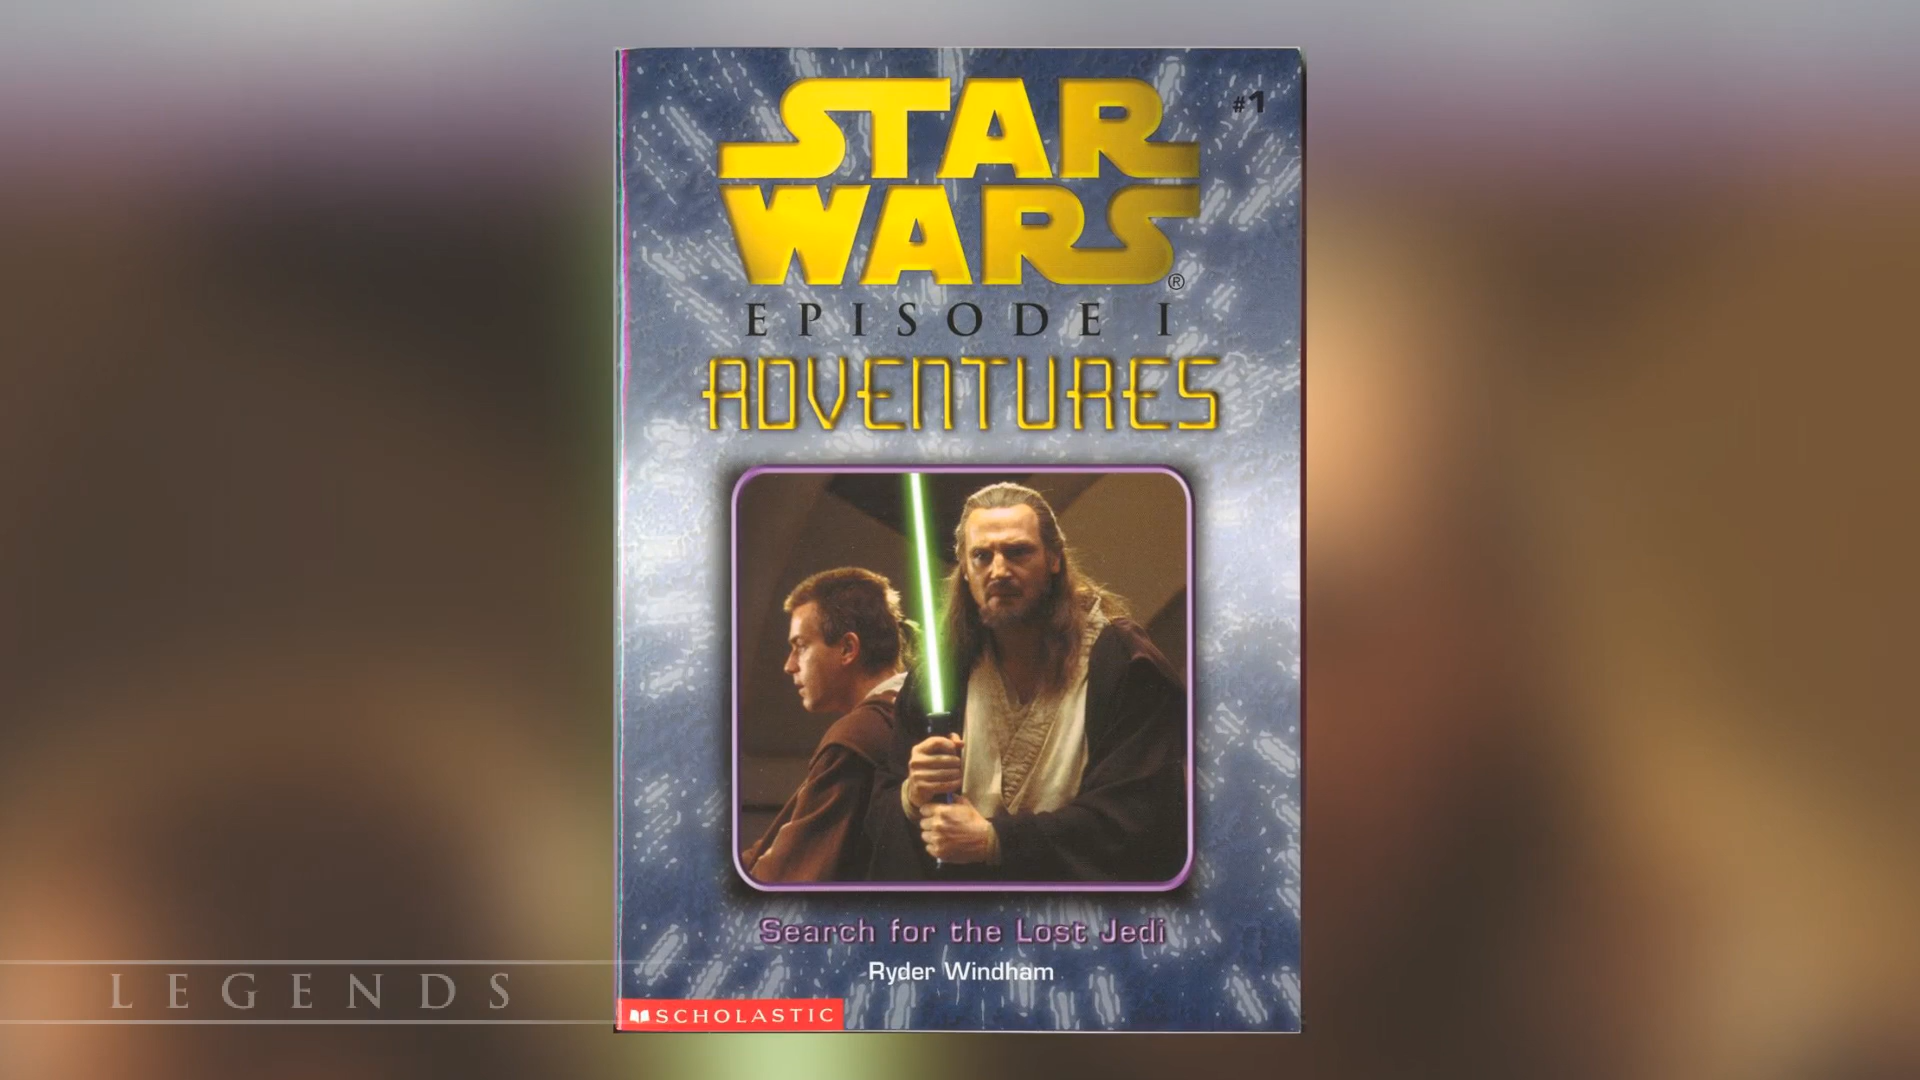 #1
STAR
WARS®
EPISODE I
ADVENTURES
Search for the Lost Jedi
Ryder Windham
LEGENDS
SCHOLASTIC